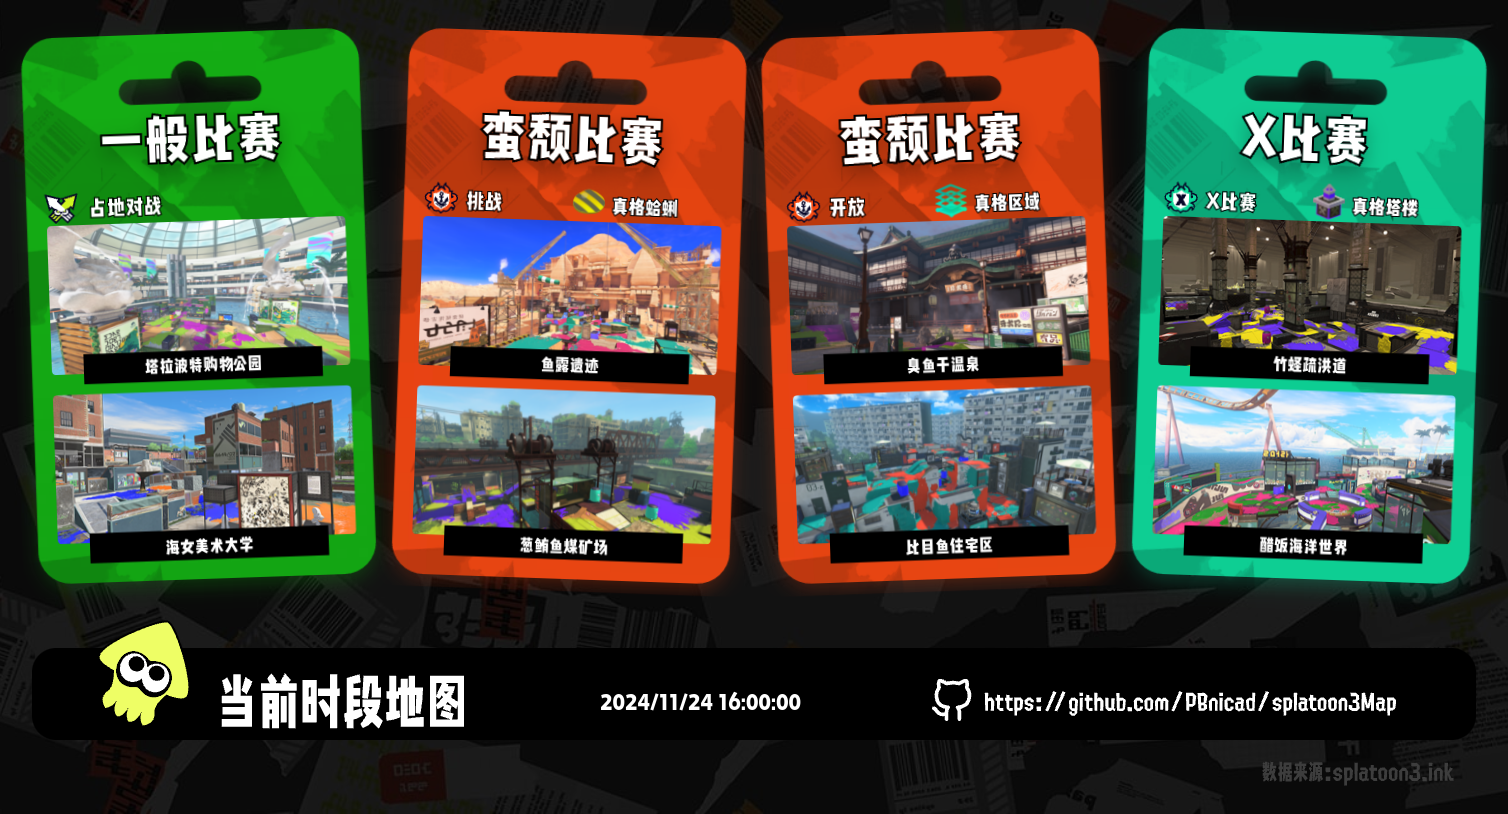 一般比赛
占地对战
塔拉波特购物公园
海女美术大学
蛮颓比赛
挑战
真格蛤蜊
鱼露遗迹
葱鲔鱼煤矿场
蛮颓比赛
开放
真格区域
臭鱼干温泉
比目鱼住宅区
X比赛
X比赛
真格塔楼
竹蛏疏洪道
醋饭海洋世界
当前时段地图
2024/11/24 16:00:00
https://github.com/PBnicad/splatoon3Map
数据来源:splatoon3.ink